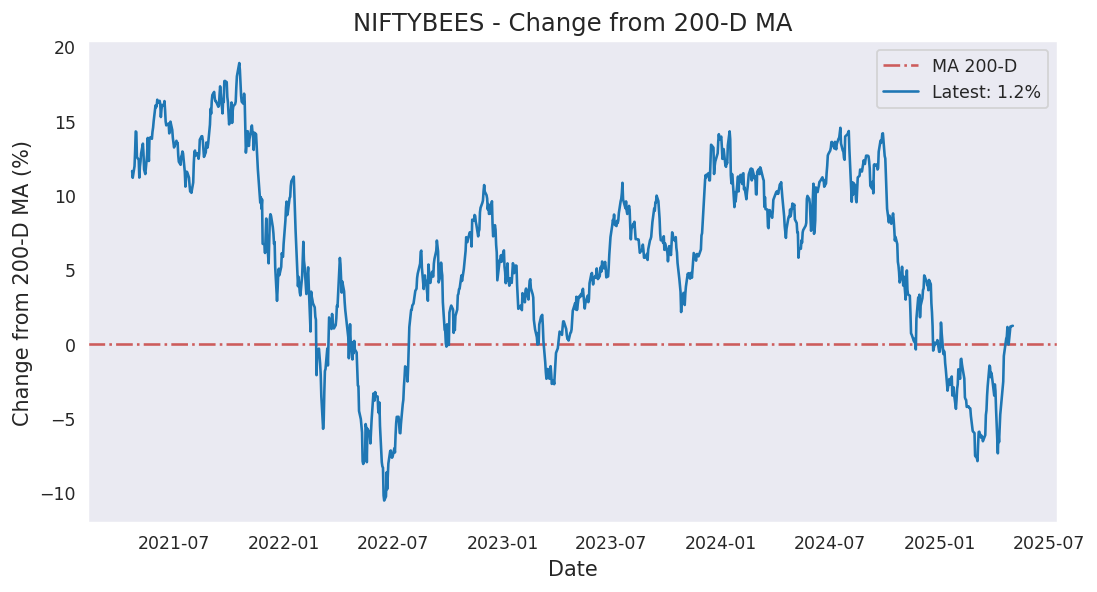 NIFTYBEES - Change from 200-D MA
MA 200-D
Latest: 1.2%
Change from 200-D MA (%)
20
15
10
5
0
−5
−10
2021-07 2022-01 2022-07 2023-01 2023-07 2024-01 2024-07 2025-01 2025-07
Date